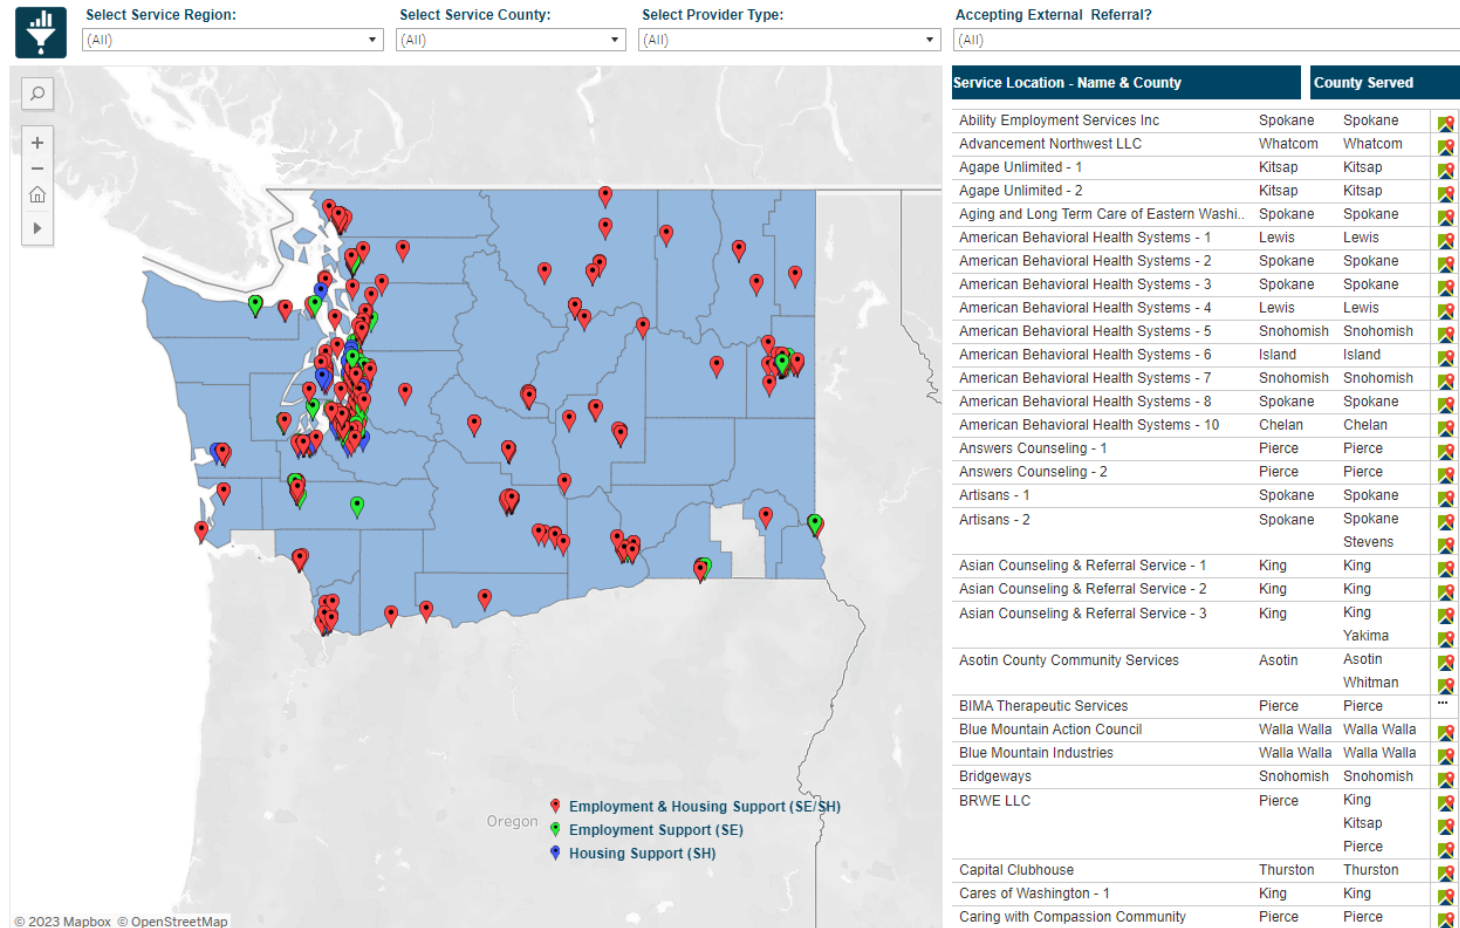 Select Service Region:
Select Service County:
Select Provider Type:
Accepting External Referral?
(All)
(All)
(All)
(All)
Service Location - Name & County
County Served
Ability Employment Services Inc Spokane Spokane
Advancement Northwest LLC Whatcom Whatcom
Agape Unlimited - 1 Kitsap Kitsap
Agape Unlimited - 2 Kitsap Kitsap
Aging and Long Term Care of Eastern Washi.. Spokane Spokane
American Behavioral Health Systems - 1 Lewis Lewis
American Behavioral Health Systems - 2 Spokane Spokane
American Behavioral Health Systems - 3 Spokane Spokane
American Behavioral Health Systems - 4 Lewis Lewis
American Behavioral Health Systems - 5 Snohomish Snohomish
American Behavioral Health Systems - 6 Island Island
American Behavioral Health Systems - 7 Snohomish Snohomish
American Behavioral Health Systems - 8 Spokane Spokane
American Behavioral Health Systems - 10 Chelan Chelan
Answers Counseling - 1 Pierce Pierce
Answers Counseling - 2 Pierce Pierce
Artisans - 1 Spokane Spokane
Artisans - 2 Spokane Spokane
Stevens
Asian Counseling & Referral Service - 1 King King
Asian Counseling & Referral Service - 2 King King
Asian Counseling & Referral Service - 3 King King
Yakima
Asotin County Community Services Asotin Asotin
Whitman
BIMA Therapeutic Services Pierce Pierce ...
Blue Mountain Action Council Walla Walla Walla Walla
Blue Mountain Industries Walla Walla Walla Walla
Bridgeways Snohomish Snohomish
BRWE LLC Pierce King
Kitsap
Pierce
Capital Clubhouse Thurston Thurston
Cares of Washington - 1 King King
Caring with Compassion Community Pierce Pierce
Oregon
Employment & Housing Support (SE/SH)
Employment Support (SE)
Housing Support (SH)
© 2023 Mapbox © OpenStreetMap